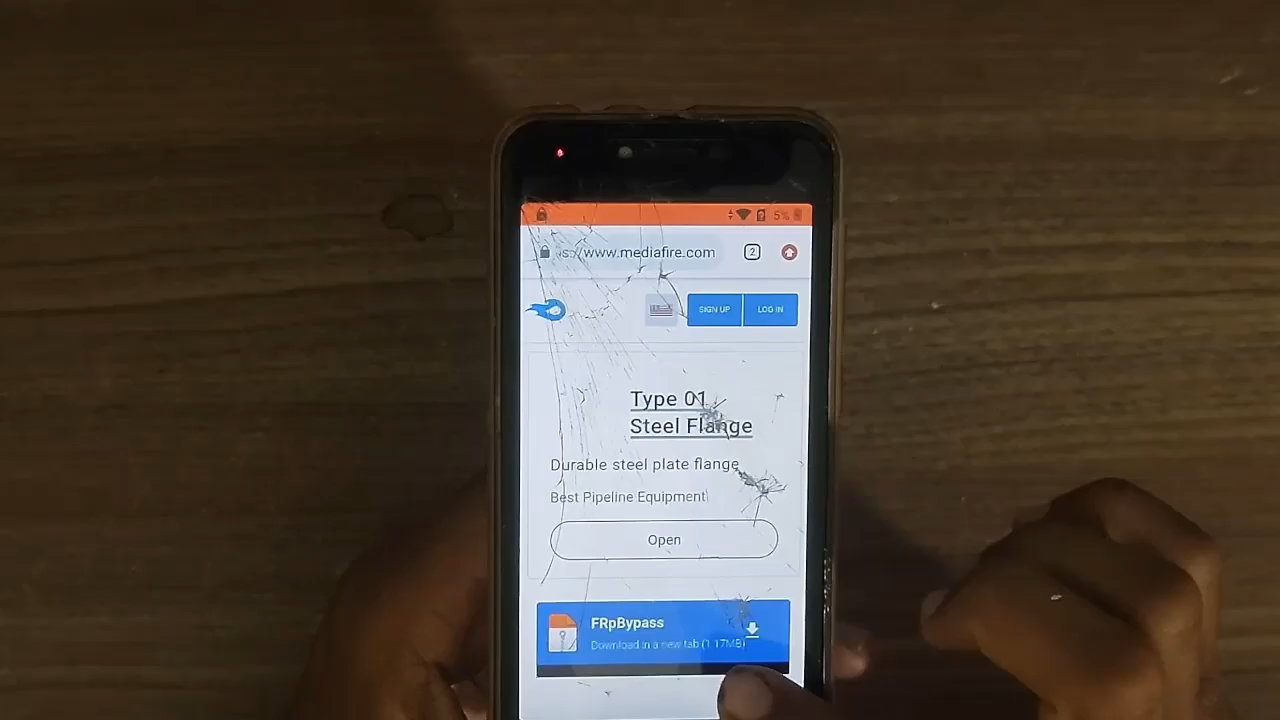 5%
s://www.mediafire.com
2
SIGN UP
LOG IN
Type 01
Steel Flange
Durable steel plate flange
Best Pipeline Equipment
Open
FRpBypass
Download in a new tab (1.17MB)